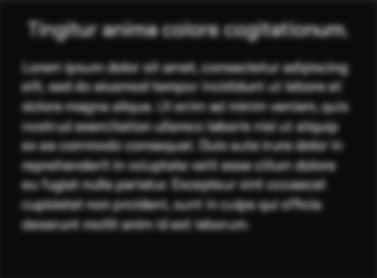 Tingitur anima colore cogitationum.
Lorem ipsum dolor sit amet, consectetur adipiscing
elit, sed do eiusmod tempor incididunt ut labore et
dolore magna aliqua. Ut enim ad minim veniam, quis
nostrud exercitation ullamco laboris nisi ut aliquip
ex ea commodo consequat. Duis aute irure dolor in
reprehenderit in voluptate velit esse cillum dolore
eu fugiat nulla pariatur. Excepteur sint occaecat
cupidatat non proident, sunt in culpa qui officia
deserunt mollit anim id est laborum.